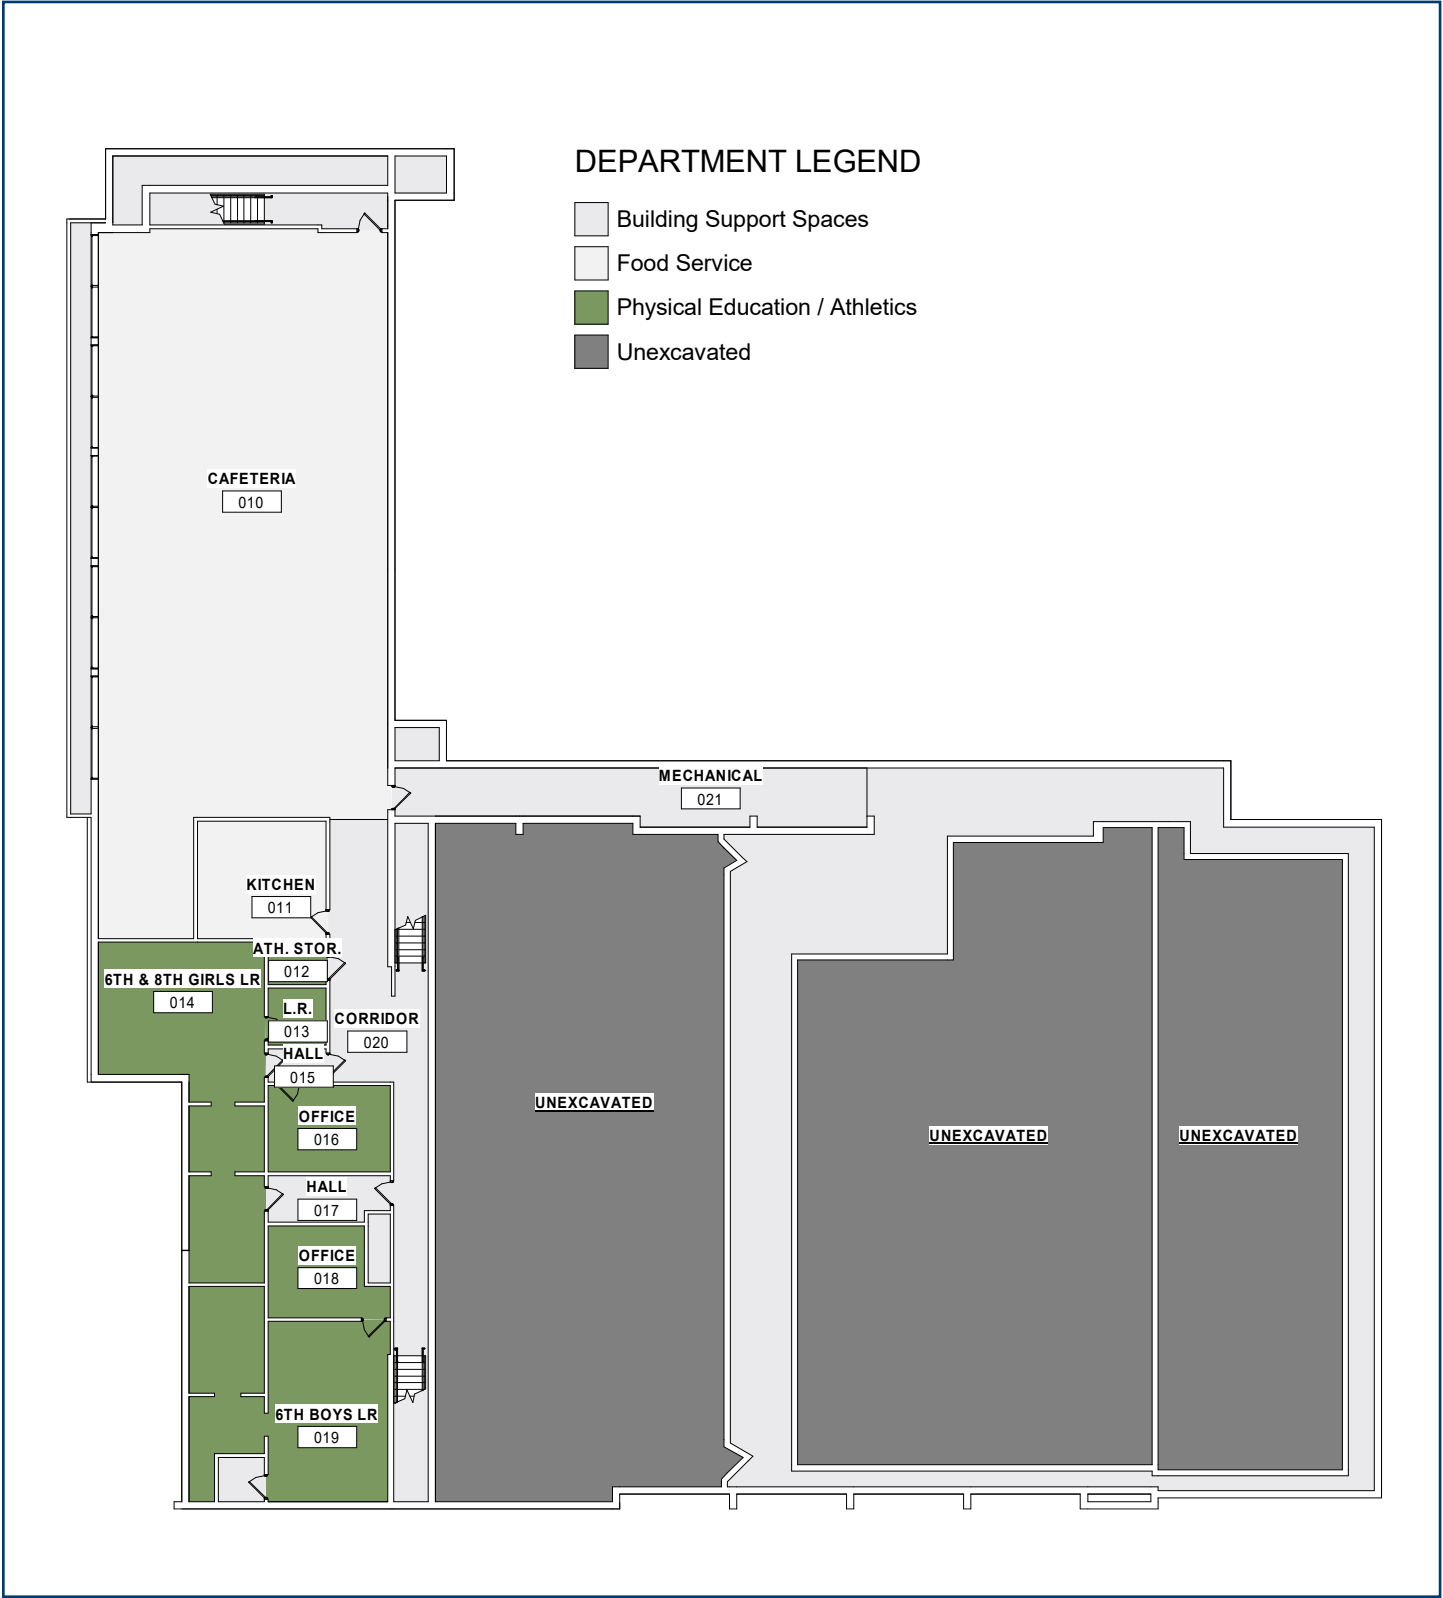 DEPARTMENT LEGEND
Building Support Spaces
Food Service
Physical Education / Athletics
Unexcavated
CAFETERIA
010
MECHANICAL
021
KITCHEN
011
ATH. STOR.
012
6TH & 8TH GIRLS LR
014
L.R.
013
CORRIDOR
020
HALL
015
OFFICE
016
UNEXCAVATED
UNEXCAVATED
UNEXCAVATED
HALL
017
OFFICE
018
6TH BOYS LR
019